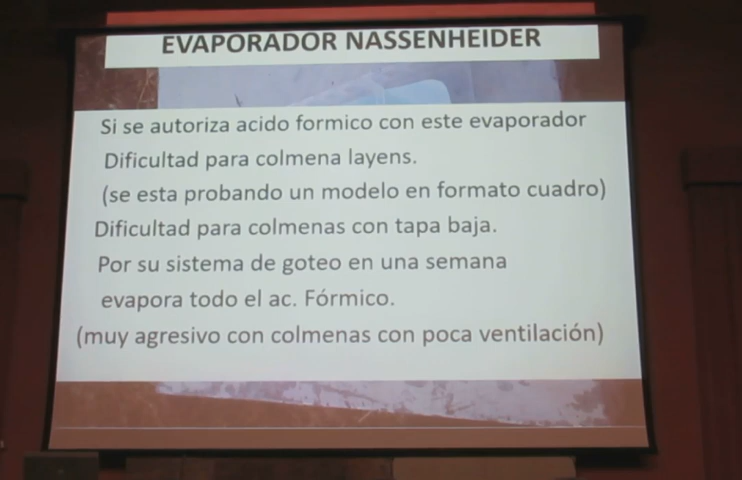 EVAPORADOR NASSENHEIDER
Si se autoriza acido formico con este evaporador
Dificultad para colmena layens.
(se esta probando un modelo en formato cuadro)
Dificultad para colmenas con tapa baja.
Por su sistema de goteo en una semana
evapora todo el ac. Fórmico.
(muy agresivo con colmenas con poca ventilación)